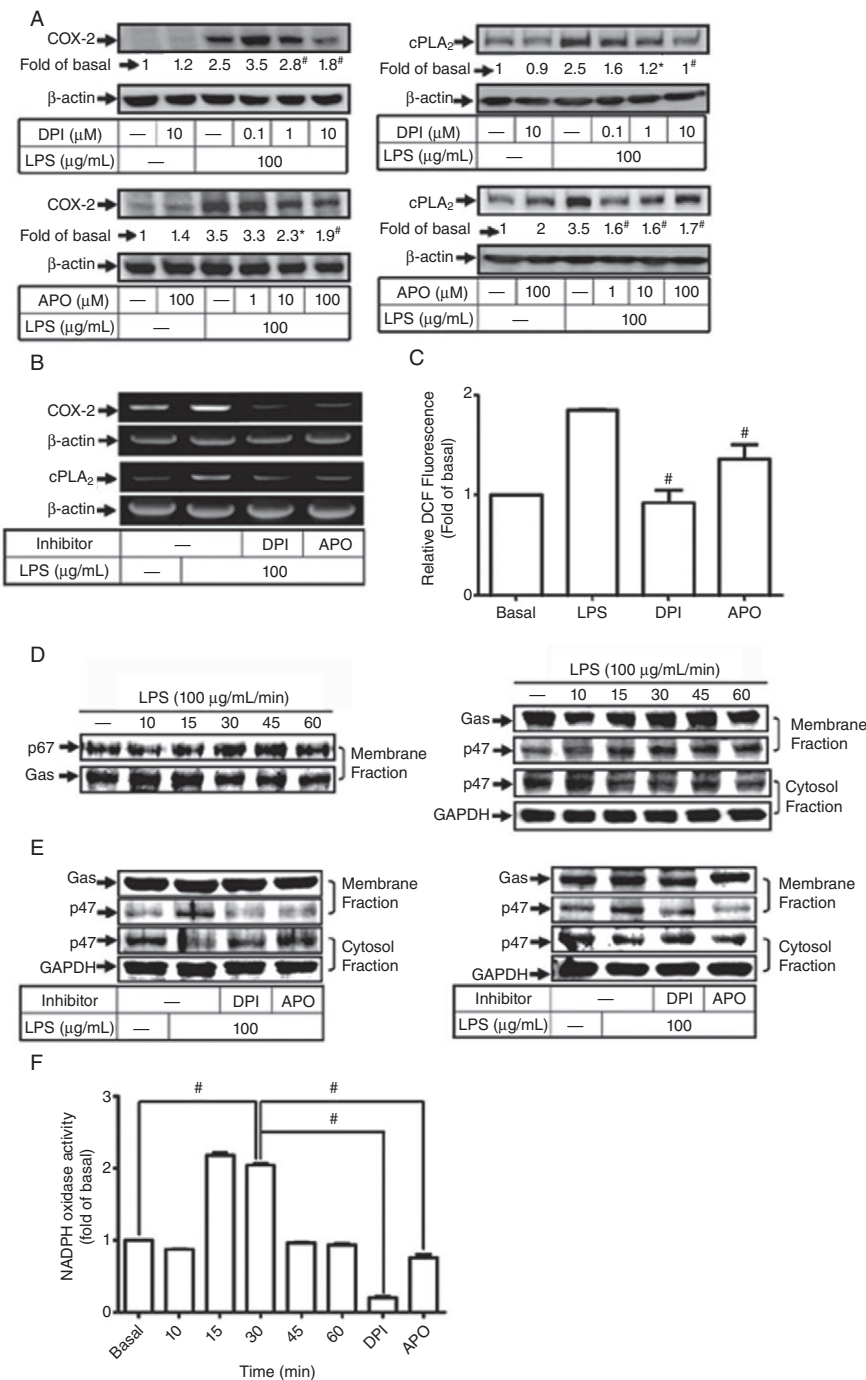 A
COX-2
Fold of basal 1 1.2 2.5 3.5 2.8# 1.8#
β-actin
DPI (μM) — 10 — 0.1 1 10
LPS (μg/mL) — 100
cPLA2
Fold of basal 1 0.9 2.5 1.6 1.2* 1#
β-actin
DPI (μM) — 10 — 0.1 1 10
LPS (μg/mL) — 100
COX-2
Fold of basal 1 1.4 3.5 3.3 2.3* 1.9#
β-actin
APO (μM) — 100 — 1 10 100
LPS (μg/mL) — 100
cPLA2
Fold of basal 1 2 3.5 1.6# 1.6# 1.7#
β-actin
APO (μM) — 100 — 1 10 100
LPS (μg/mL) — 100
B
COX-2
β-actin
cPLA2
β-actin
Inhibitor — DPI APO
LPS (μg/mL) — 100
C
Relative DCF Fluorescence
(Fold of basal)
2
1
0
# #
Basal LPS DPI APO
D
LPS (100 μg/mL/min)
— 10 15 30 45 60
p67
Gas
Membrane
Fraction
LPS (100 μg/mL/min)
— 10 15 30 45 60
Gas
p47
Membrane
Fraction
p47
GAPDH
Cytosol
Fraction
E
Gas
p47
Membrane
Fraction
p47
GAPDH
Cytosol
Fraction
Inhibitor — DPI APO
LPS (μg/mL) — 100
Gas
p47
Membrane
Fraction
p47
GAPDH
Cytosol
Fraction
Inhibitor — DPI APO
LPS (μg/mL) — 100
F
NADPH oxidase activity
(fold of basal)
3
2
1
0
# #
#
Basal 10 15 30 45 60 DPI APO
Time (min)